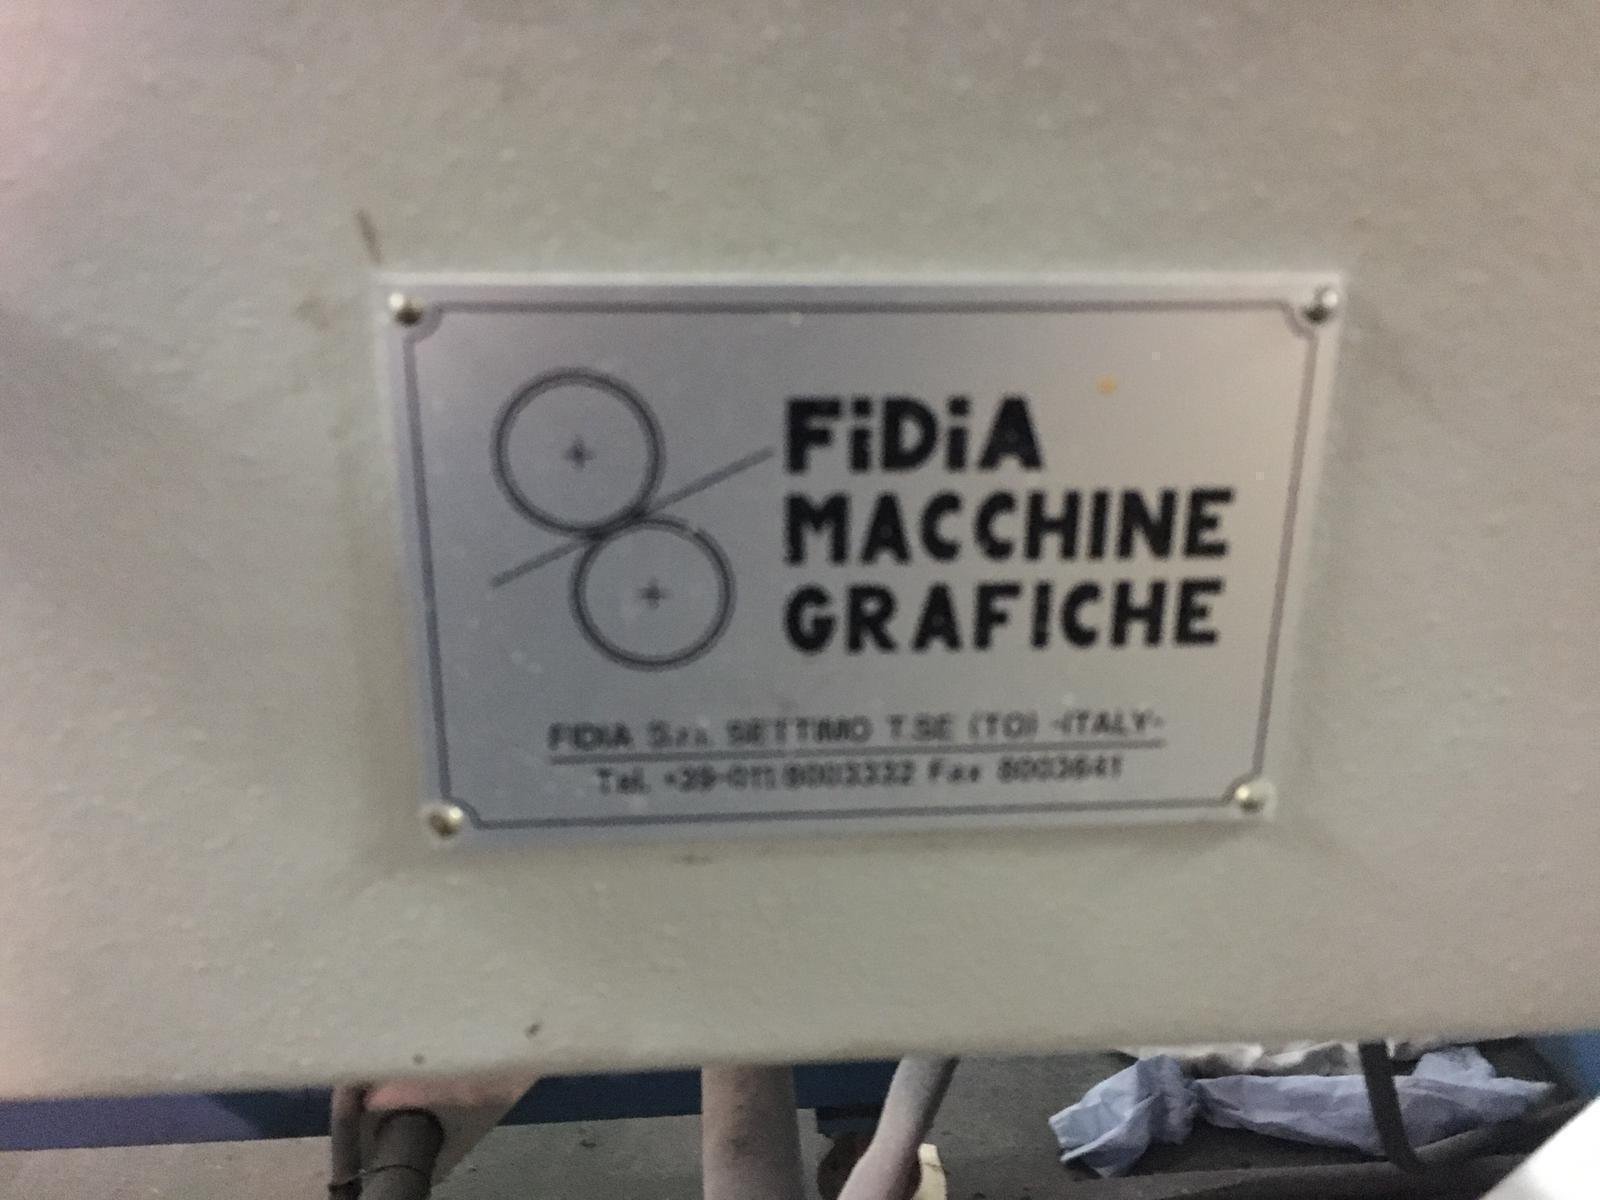 FiDiA
MACCHINE
GRAFICHE
FIDIA S.r.l. SETTIMO T.SE (TO) -ITALY-
Tel. +39-011/8003332 Fax 8003641